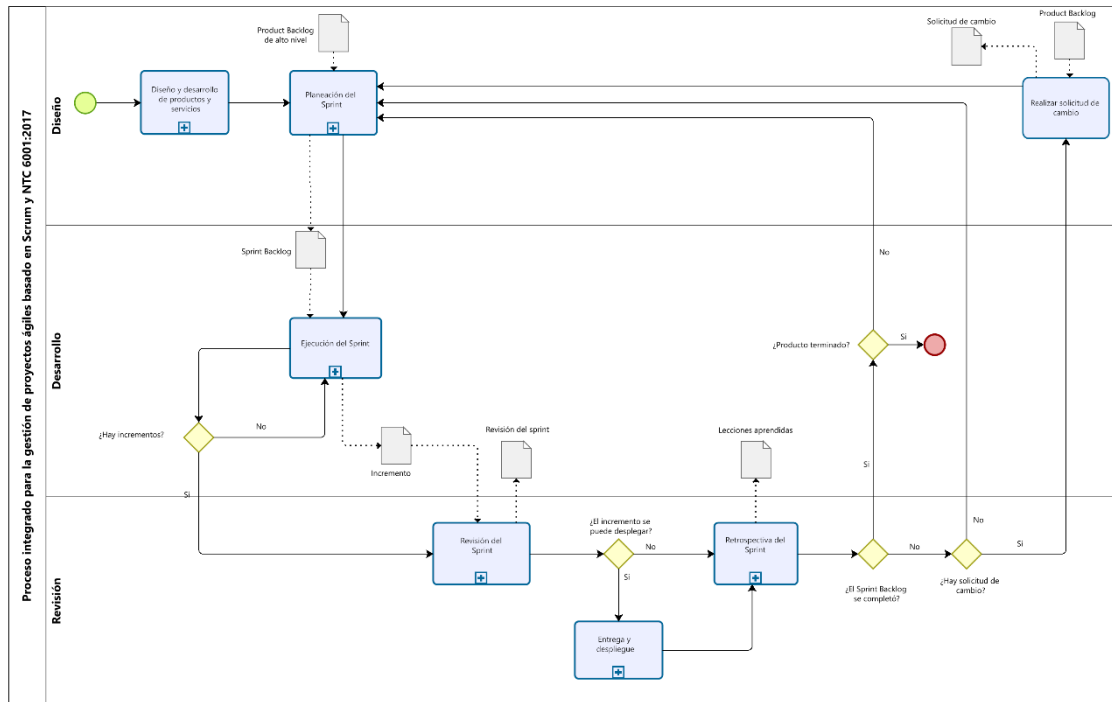 Proceso integrado para la gestión de proyectos ágiles basado en Scrum y NTC 6001:2017
Diseño
Product Backlog
de alto nivel
Solicitud de cambio
Product Backlog
Diseño y desarrollo
de productos y
servicios
Planeación del
Sprint
Realizar solicitud de
cambio
Desarrollo
Sprint Backlog
No
Ejecución del Sprint
¿Producto terminado?
Si
¿Hay incrementos?
No
Incremento
Revisión del sprint
Lecciones aprendidas
Si
Si
Revisión
Revisión del
Sprint
¿El incremento se
puede desplegar?
No
Si
Retrospectiva del
Sprint
No
No
Si
¿El Sprint Backlog
se completó?
¿Hay solicitud de
cambio?
Entrega y
despliegue